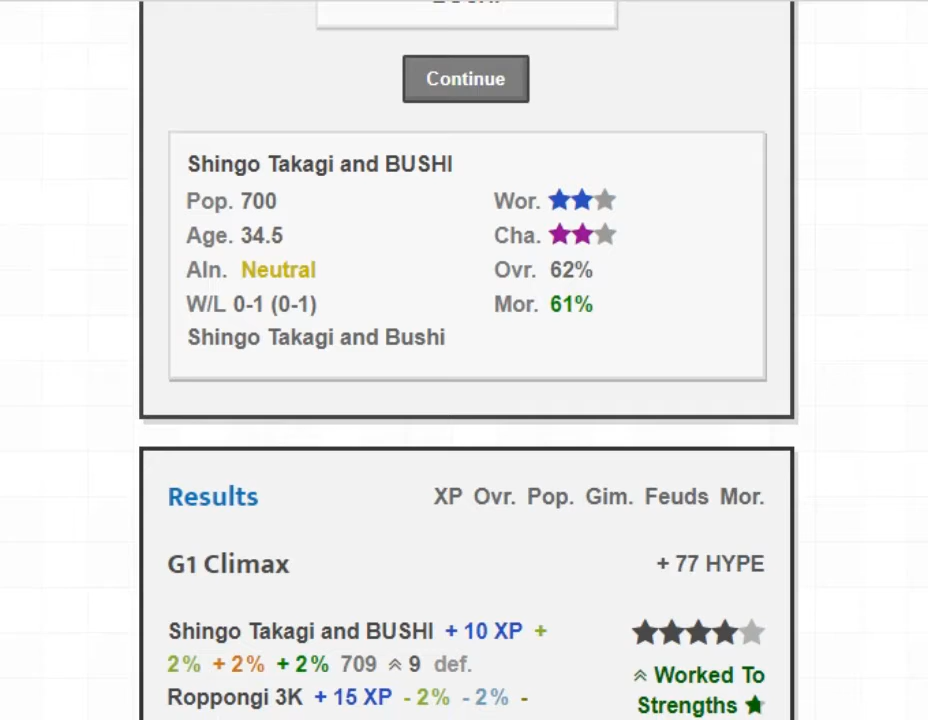 Continue
Shingo Takagi and BUSHI
Pop. 700 Wor.
Age. 34.5 Cha.
Aln. Neutral Ovr. 62%
W/L 0-1 (0-1) Mor. 61%
Shingo Takagi and Bushi
Results XP Ovr. Pop. Gim. Feuds Mor.
G1 Climax + 77 HYPE
Shingo Takagi and BUSHI + 10 XP +
2% + 2% + 2% 709 9 def.
Worked To
Roppongi 3K + 15 XP - 2% - 2% -
Strengths